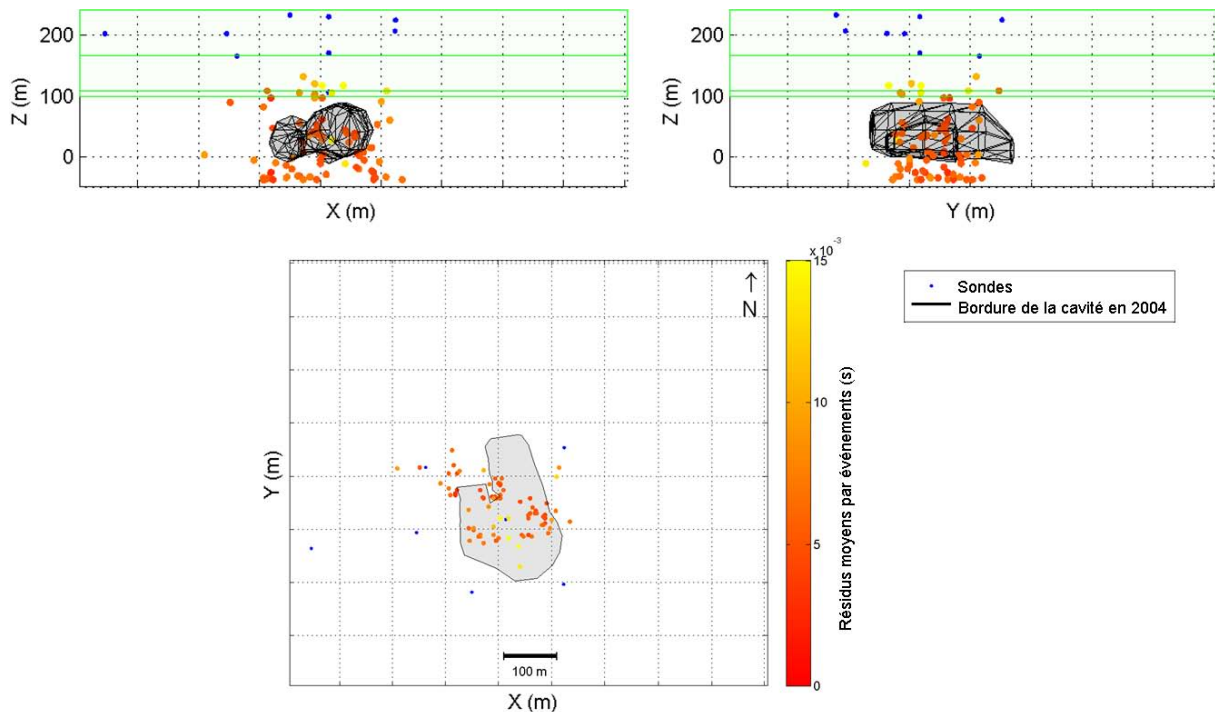 200
100
0
Z (m)
X (m)
200
100
0
Z (m)
Y (m)
↑
N
Y (m)
100 m
X (m)
x 10-3
15
10
5
0
Résidus moyens par événements (s)
Sondes
Bordure de la cavité en 2004